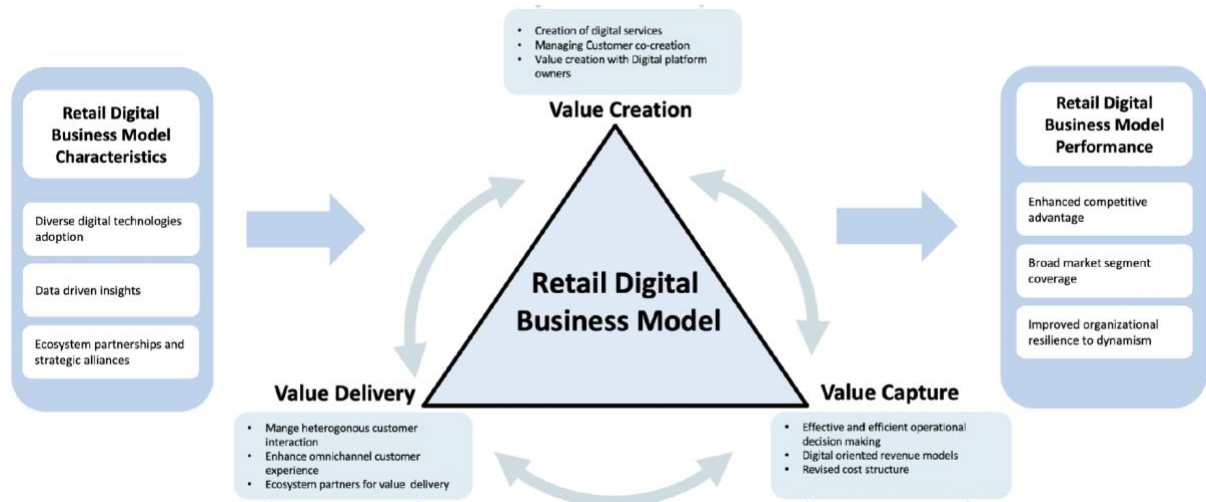 Creation of digital services
Managing Customer co-creation
Value creation with Digital platform
owners
Value Creation
Retail Digital
Business Model
Characteristics
Diverse digital technologies
adoption
Data driven insights
Ecosystem partnerships and
strategic alliances
Retail Digital
Business Model
Value Delivery
Mange heterogonous customer
interaction
Enhance omnichannel customer
experience
Ecosystem partners for value delivery
Value Capture
Effective and efficient operational
decision making
Digital oriented revenue models
Revised cost structure
Retail Digital
Business Model
Performance
Enhanced competitive
advantage
Broad market segment
coverage
Improved organizational
resilience to dynamism